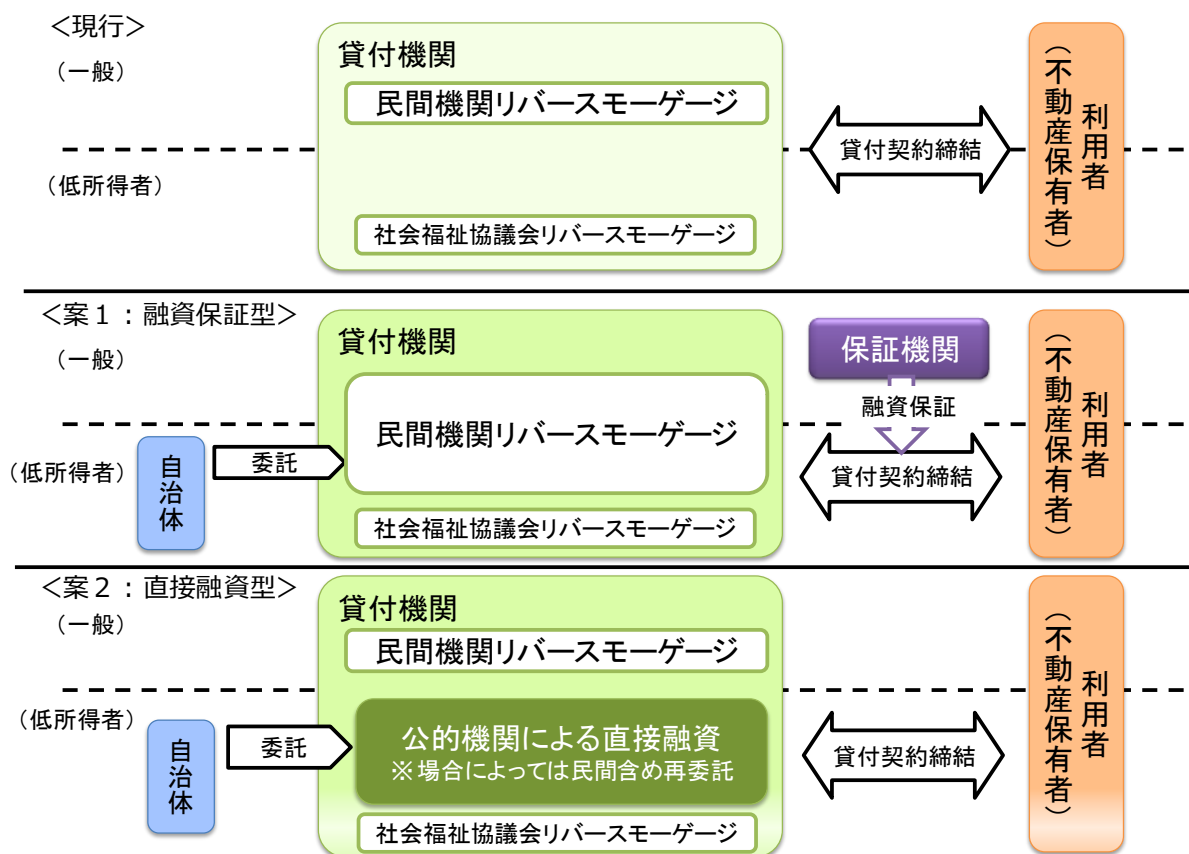 <現行>
(一般)
貸付機関
民間機関リバースモーゲージ
貸付契約締結
利用者
(不動産保有者)
(低所得者)
社会福祉協議会リバースモーゲージ
<案1:融資保証型>
(一般)
貸付機関
保証機関
融資保証
民間機関リバースモーゲージ
(低所得者)
自治体
委託
貸付契約締結
利用者
(不動産保有者)
社会福祉協議会リバースモーゲージ
<案2:直接融資型>
(一般)
貸付機関
民間機関リバースモーゲージ
(低所得者)
自治体
委託
公的機関による直接融資
※場合によっては民間含め再委託
貸付契約締結
利用者
(不動産保有者)
社会福祉協議会リバースモーゲージ